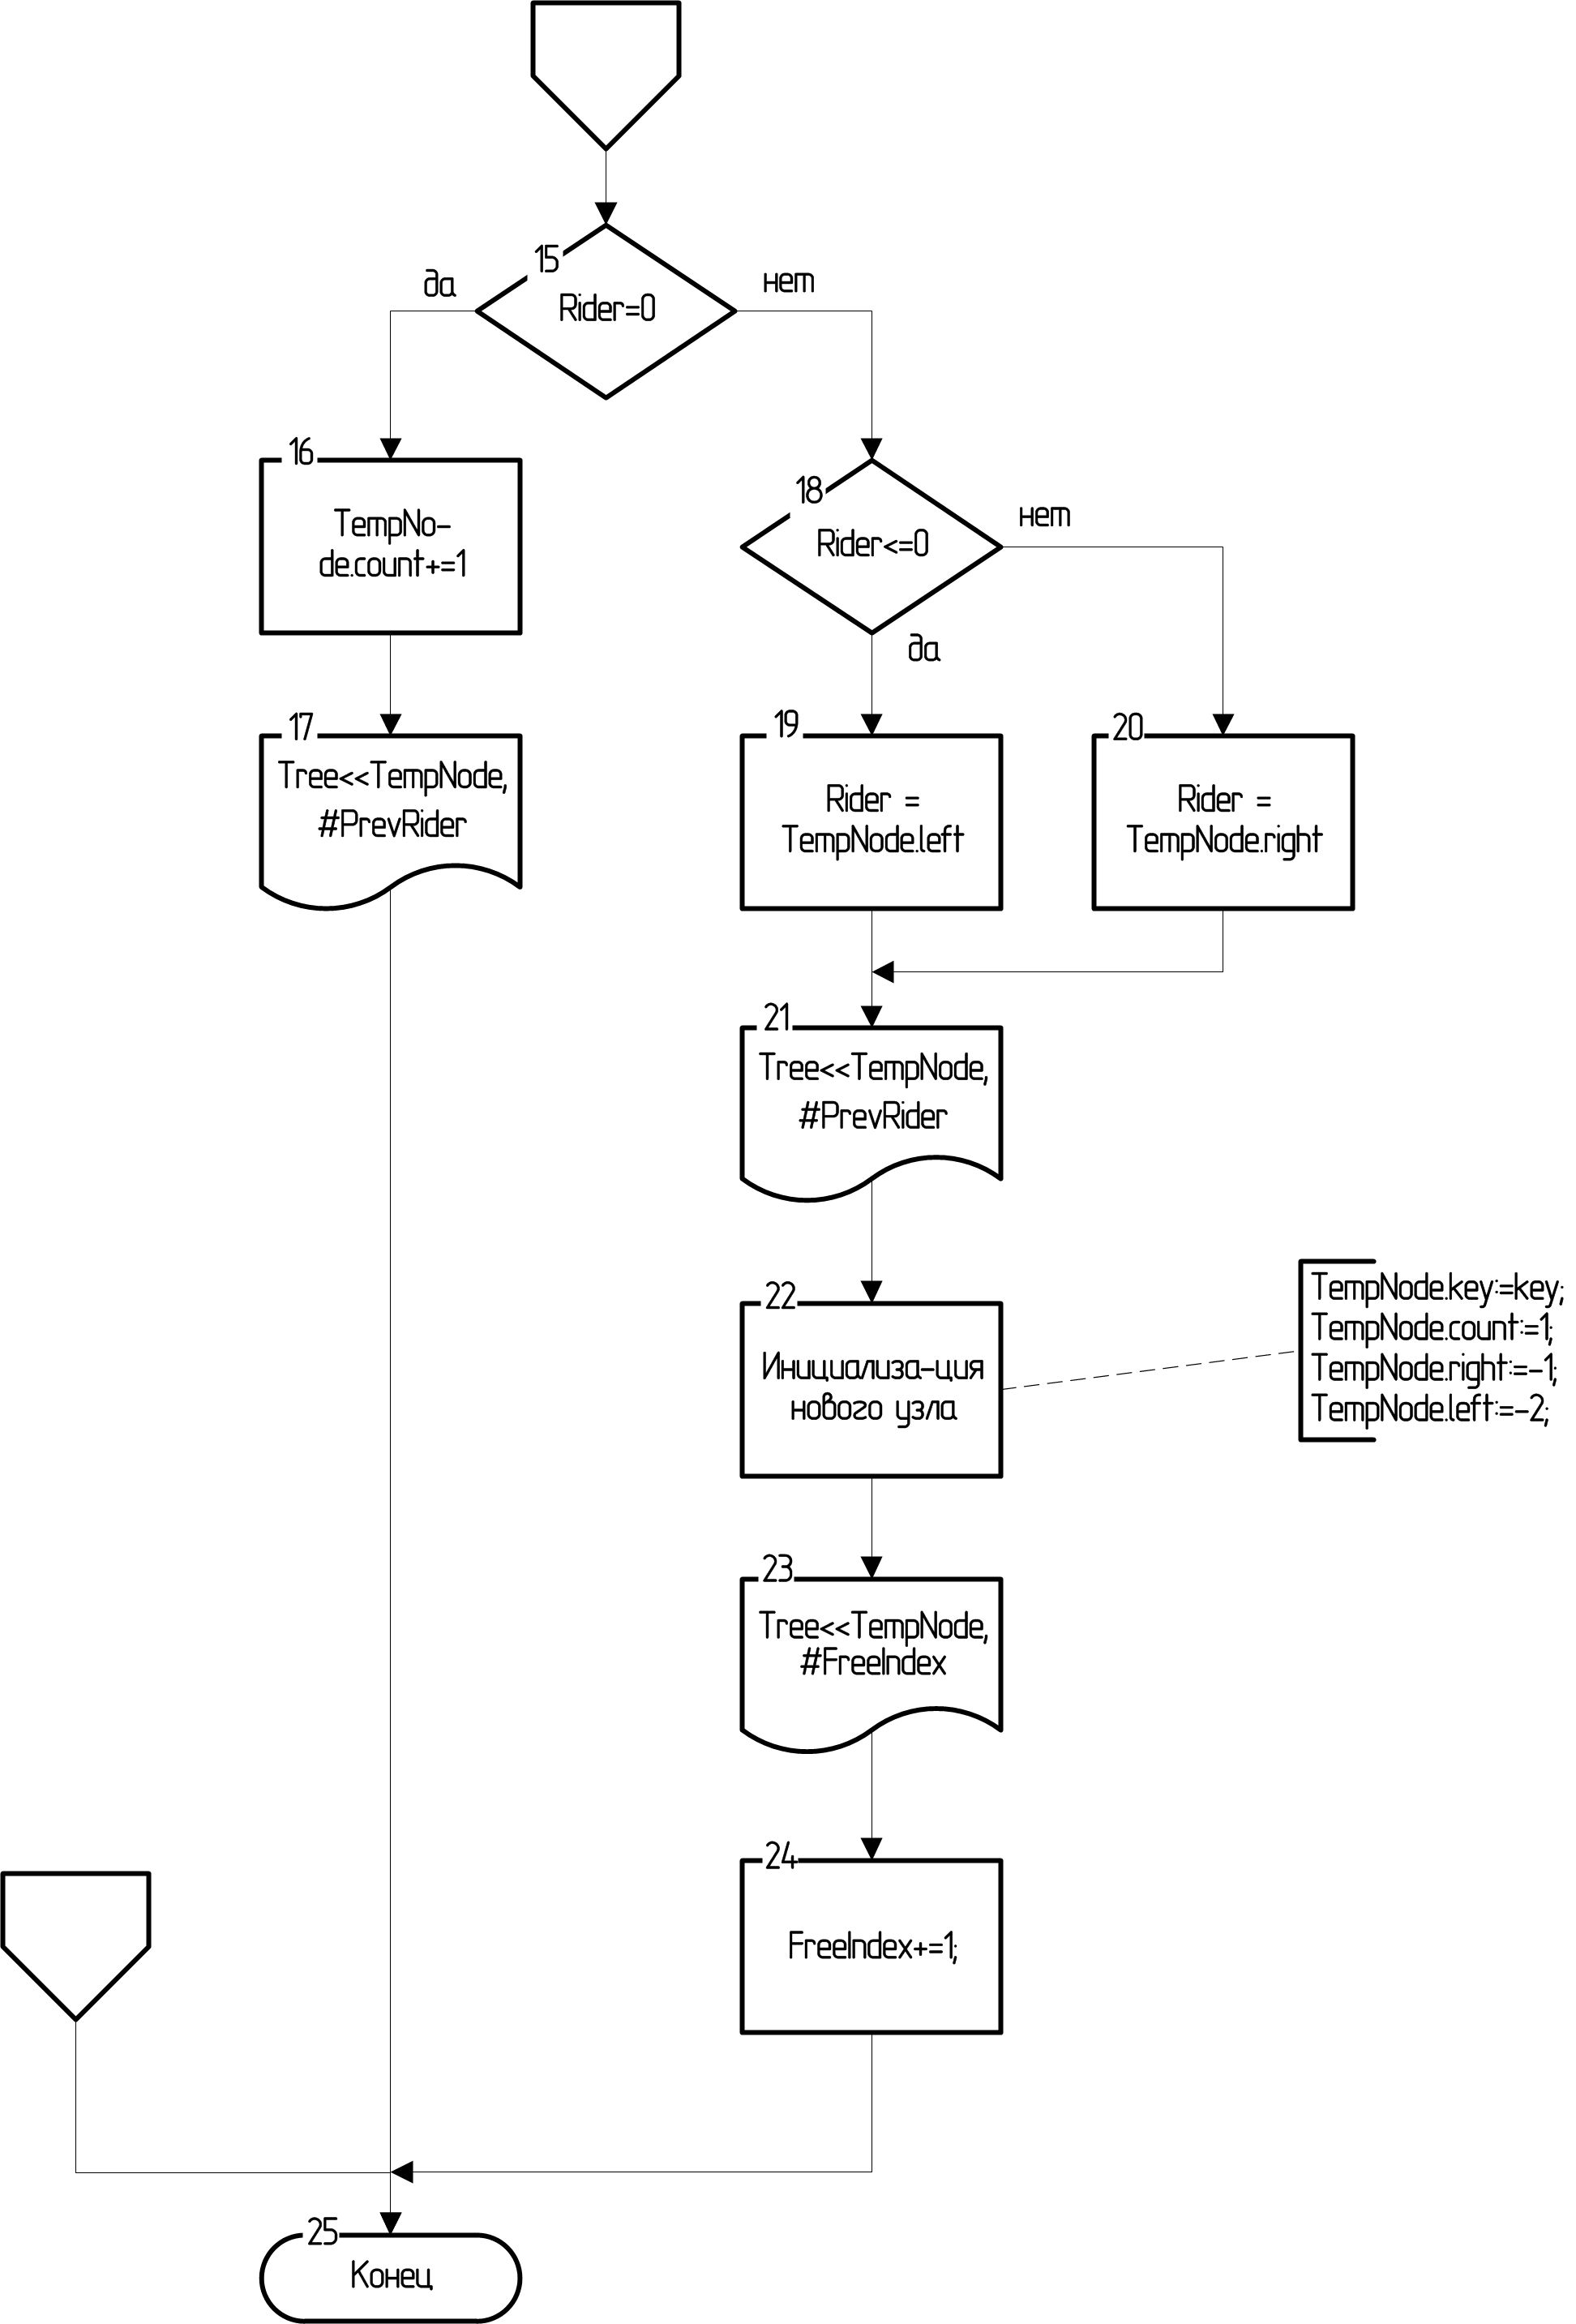 15
да
нет
Rider=0
16
TempNo-
de.count+=1
18
нет
Rider<=0
да
17
Tree<<TempNode,
#PrevRider
19
Rider =
TempNode.left
20
Rider =
TempNode.right
21
Tree<<TempNode,
#PrevRider
22
Инициализа-ция
нового узла
TempNode.key:=key;
TempNode.count:=1;
TempNode.right:=-1;
TempNode.left:=-2;
23
Tree<<TempNode,
#FreeIndex
24
FreeIndex+=1;
25
Конец